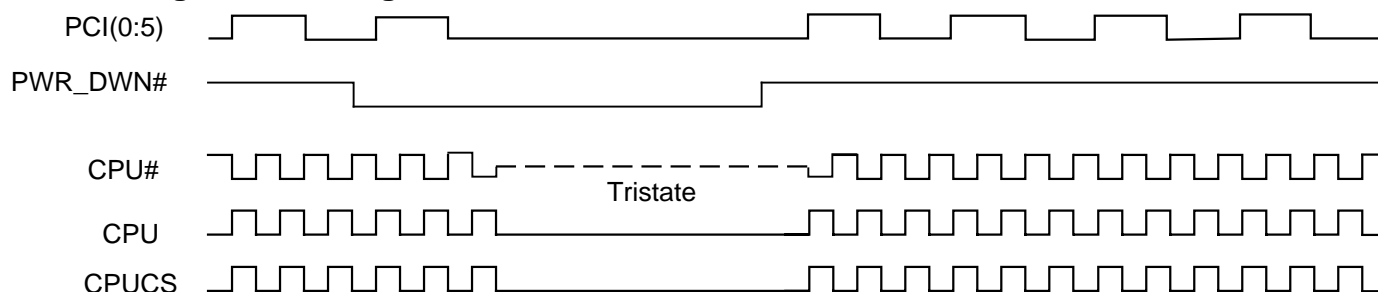 PCI(0:5)
PWR_DWN#
CPU#
Tristate
CPU
CPUCS